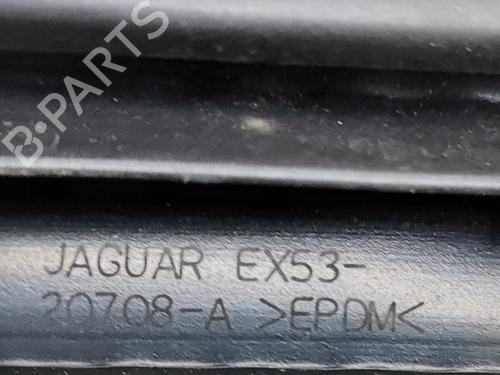 B-PARTS
JAGUAR EX53-
20708-A >EPDM<